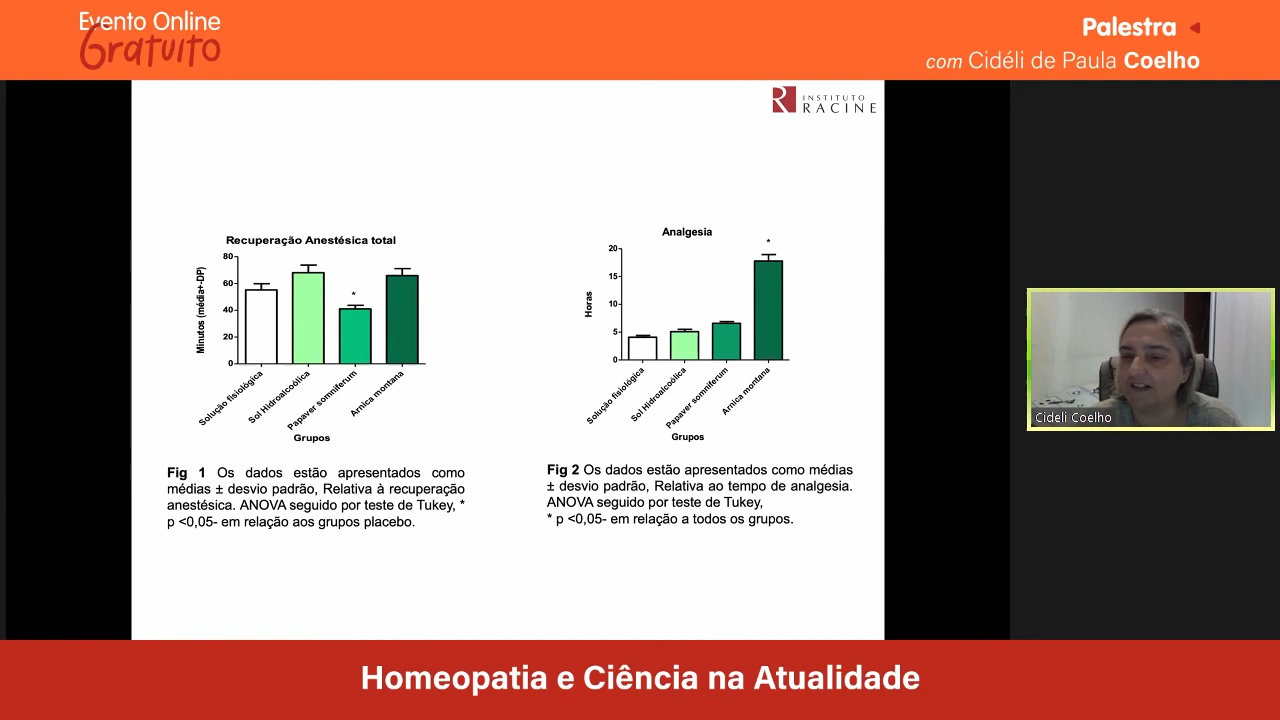 Evento Online
Gratuito
Palestra
com Cidéli de Paula Coelho
INSTITUTO
RACINE
Recuperação Anestésica total
Minutos (média+-DP)
80
60
40
20
0
*
Solução fisiológica
Sol Hidroalcoólica
Papaver somniferum
Arnica montana
Grupos
Fig 1 Os dados estão apresentados como
médias ± desvio padrão, Relativa à recuperação
anestésica. ANOVA seguido por teste de Tukey, *
p <0,05- em relação aos grupos placebo.
Analgesia
Horas
20
15
10
5
0
*
Solução fisiológica
Sol Hidroalcoólica
Papaver somniferum
Arnica montana
Grupos
Fig 2 Os dados estão apresentados como médias
± desvio padrão, Relativa ao tempo de analgesia.
ANOVA seguido por teste de Tukey,
* p <0,05- em relação a todos os grupos.
Cideli Coelho
Homeopatia e Ciência na Atualidade